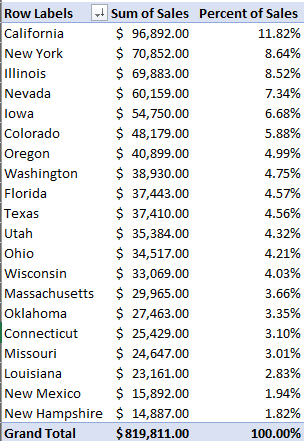 Row Labels Sum of Sales Percent of Sales
California $ 96,892.00 11.82%
New York $ 70,852.00 8.64%
Illinois $ 69,883.00 8.52%
Nevada $ 60,159.00 7.34%
Iowa $ 54,750.00 6.68%
Colorado $ 48,179.00 5.88%
Oregon $ 40,899.00 4.99%
Washington $ 38,930.00 4.75%
Florida $ 37,443.00 4.57%
Texas $ 37,410.00 4.56%
Utah $ 35,384.00 4.32%
Ohio $ 34,517.00 4.21%
Wisconsin $ 33,069.00 4.03%
Massachusetts $ 29,965.00 3.66%
Oklahoma $ 27,463.00 3.35%
Connecticut $ 25,429.00 3.10%
Missouri $ 24,647.00 3.01%
Louisiana $ 23,161.00 2.83%
New Mexico $ 15,892.00 1.94%
New Hampshire $ 14,887.00 1.82%
Grand Total $819,811.00 100.00%